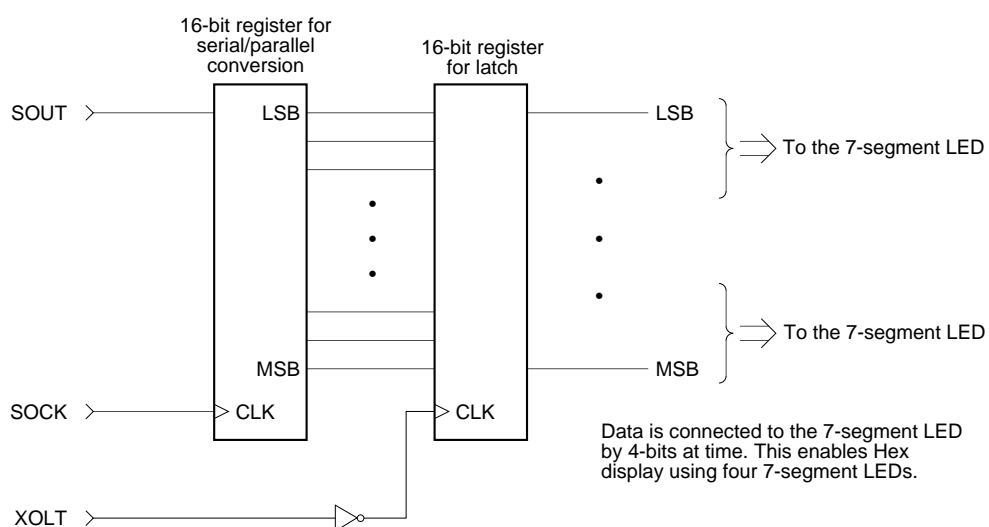 16-bit register for
serial/parallel
conversion
16-bit register
for latch
SOUT
LSB
LSB
To the 7-segment LED
To the 7-segment LED
MSB
MSB
SOCK
CLK
CLK
Data is connected to the 7-segment LED
by 4-bits at time. This enables Hex
display using four 7-segment LEDs.
XOLT